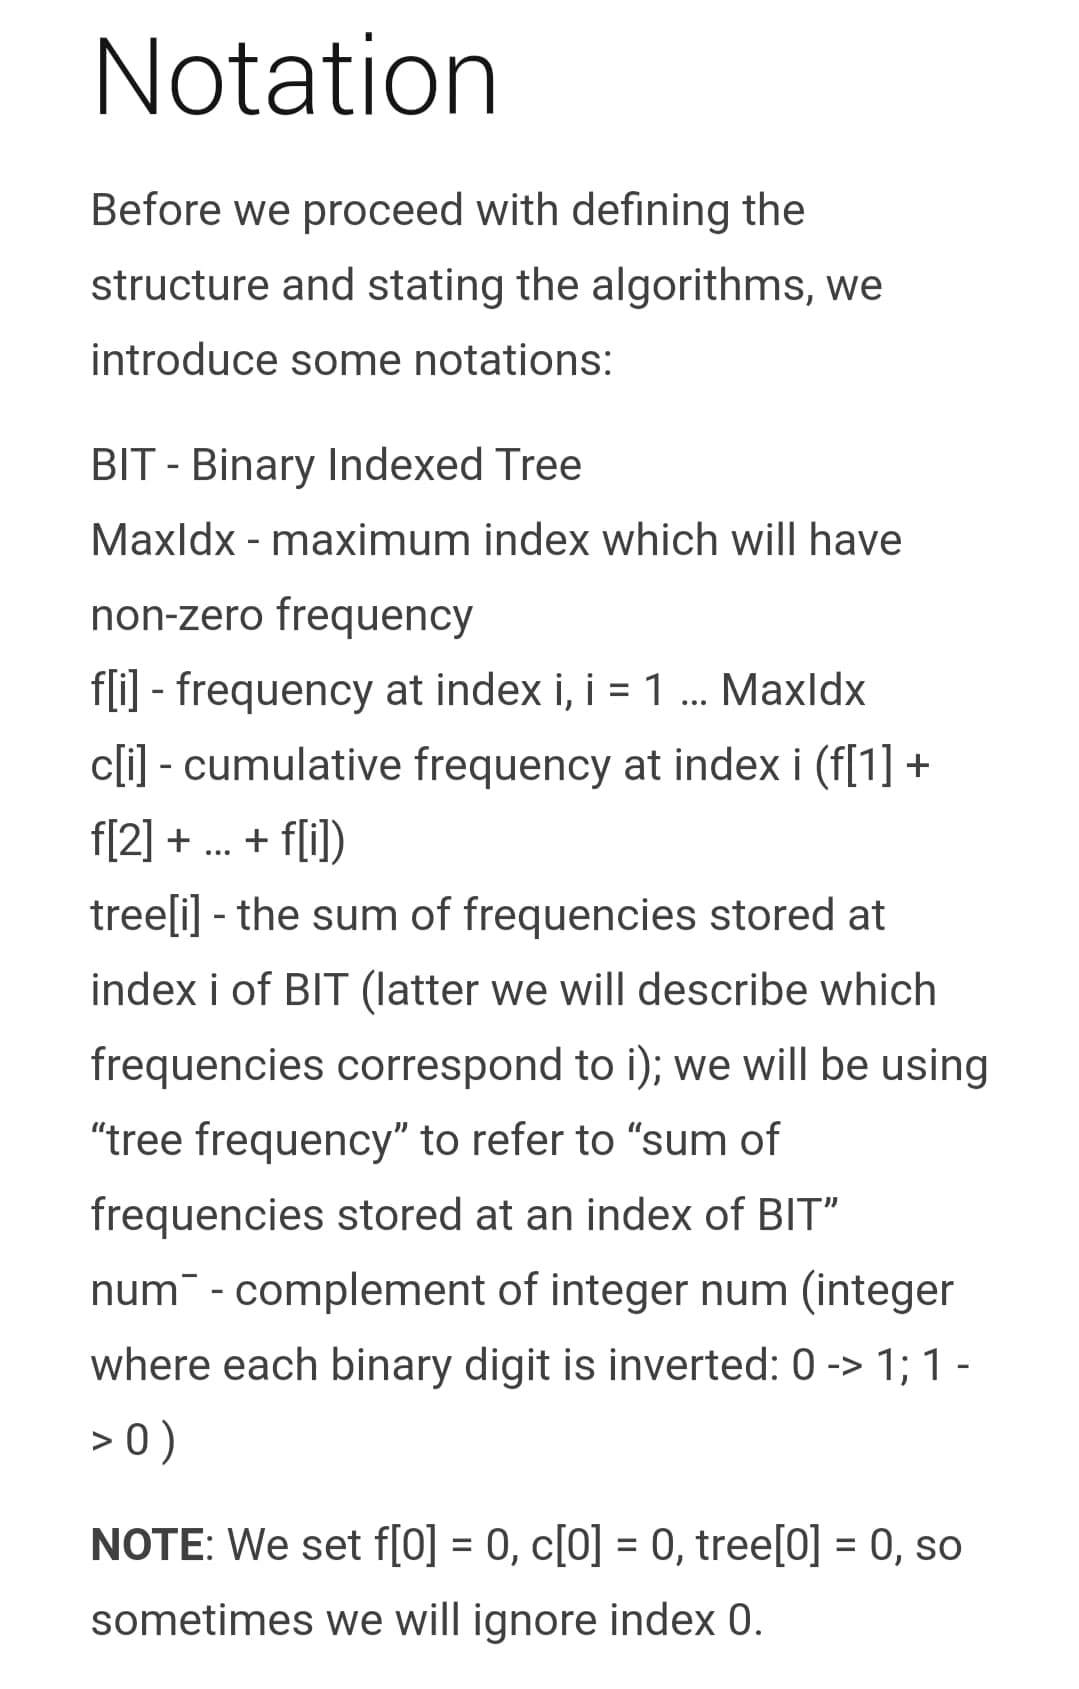 Notation
Before we proceed with defining the
structure and stating the algorithms, we
introduce some notations:
BIT - Binary Indexed Tree
MaxIdx - maximum index which will have
non-zero frequency
f[i] - frequency at index i, i = 1 … MaxIdx
c[i] - cumulative frequency at index i (f[1] +
f[2] + … + f[i])
tree[i] - the sum of frequencies stored at
index i of BIT (latter we will describe which
frequencies correspond to i); we will be using
“tree frequency” to refer to “sum of
frequencies stored at an index of BIT”
num¯ - complement of integer num (integer
where each binary digit is inverted: 0 -> 1; 1 -
> 0 )
NOTE: We set f[0] = 0, c[0] = 0, tree[0] = 0, so
sometimes we will ignore index 0.